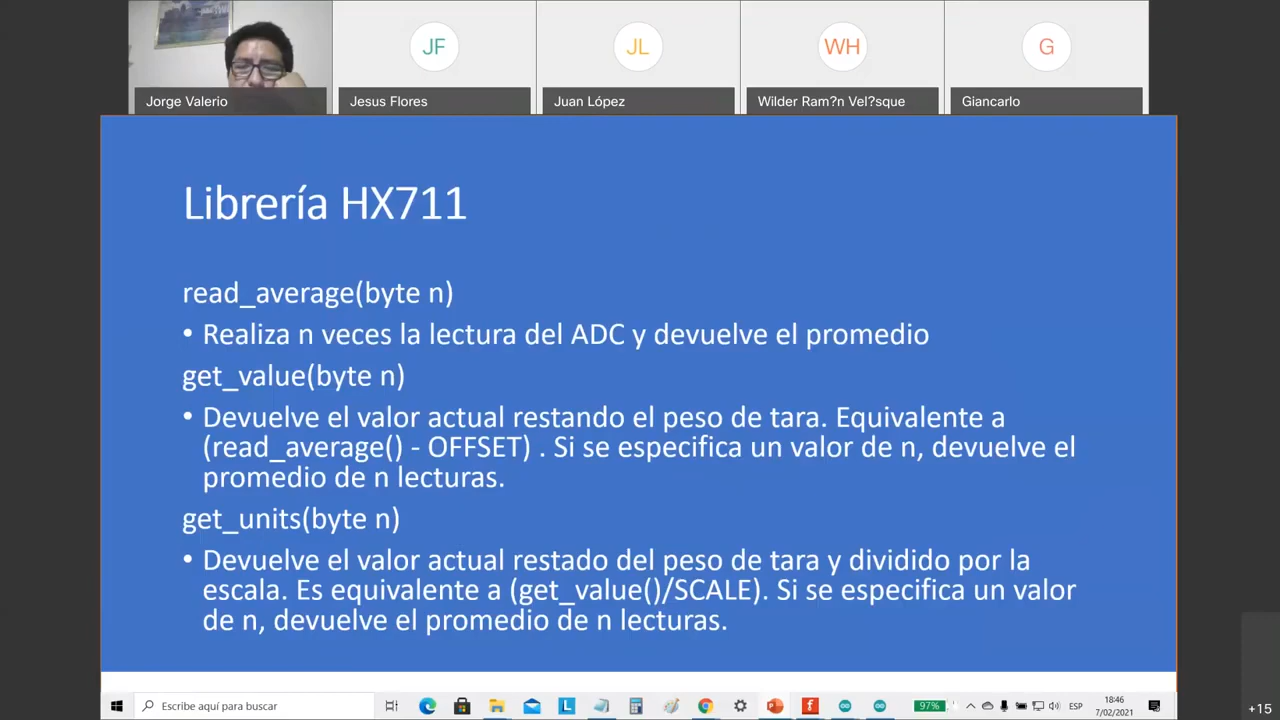 JF
JL
WH
G
Jorge Valerio
Jesus Flores
Juan López
Wilder Ram?n Vel?sque
Giancarlo
Librería HX711
read_average(byte n)
• Realiza n veces la lectura del ADC y devuelve el promedio
get_value(byte n)
• Devuelve el valor actual restando el peso de tara. Equivalente a
(read_average() - OFFSET) . Si se especifica un valor de n, devuelve el
promedio de n lecturas.
get_units(byte n)
• Devuelve el valor actual restado del peso de tara y dividido por la
escala. Es equivalente a (get_value()/SCALE). Si se especifica un valor
de n, devuelve el promedio de n lecturas.
Escribe aquí para buscar
97%
ESP
18:46
7/02/2021
+15